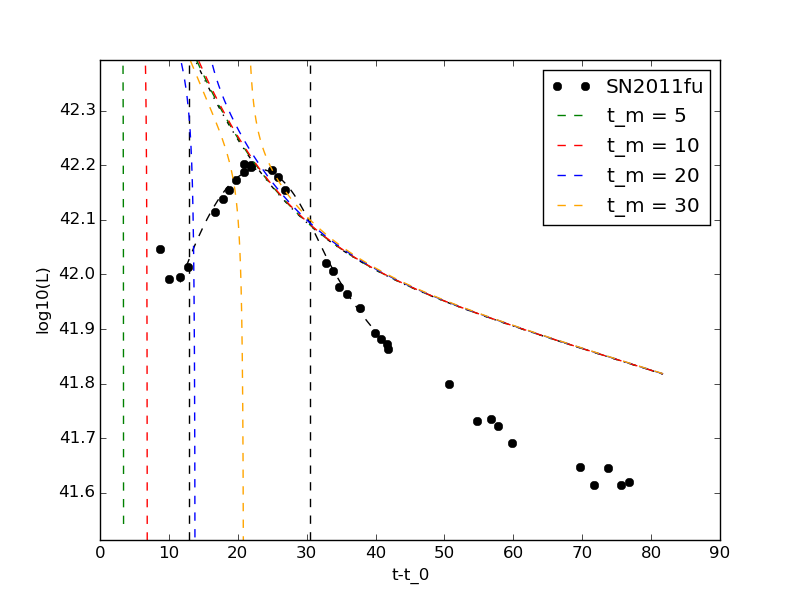 SN2011fu
t_m = 5
t_m = 10
t_m = 20
t_m = 30
log10(L)
42.3
42.2
42.1
42.0
41.9
41.8
41.7
41.6
0 10 20 30 40 50 60 70 80 90
t-t_0